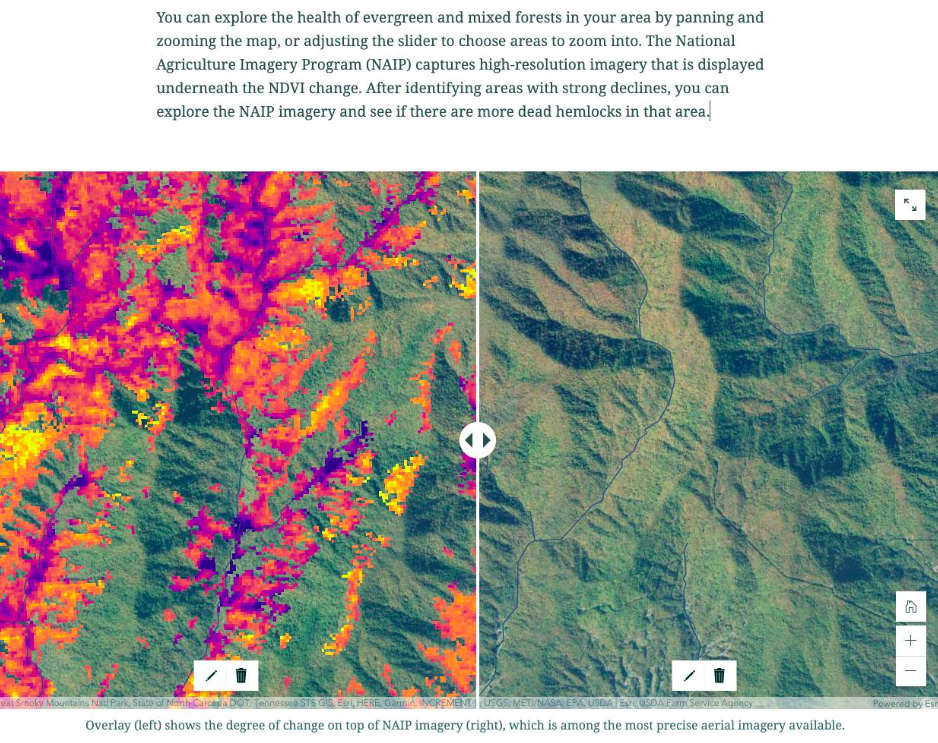 You can explore the health of evergreen and mixed forests in your area by panning and
zooming the map, or adjusting the slider to choose areas to zoom into. The National
Agriculture Imagery Program (NAIP) captures high-resolution imagery that is displayed
underneath the NDVI change. After identifying areas with strong declines, you can
explore the NAIP imagery and see if there are more dead hemlocks in that area.
eat Smoky Mountains Natl Park, State of North Carolina DOT, Tennessee STS GIS, Esri, HERE, Garmin, INCREMENT
USGS, METI/NASA, EPA, USDA | Esri, USDA Farm Service Agency
Powered by Esri
Overlay (left) shows the degree of change on top of NAIP imagery (right), which is among the most precise aerial imagery available.